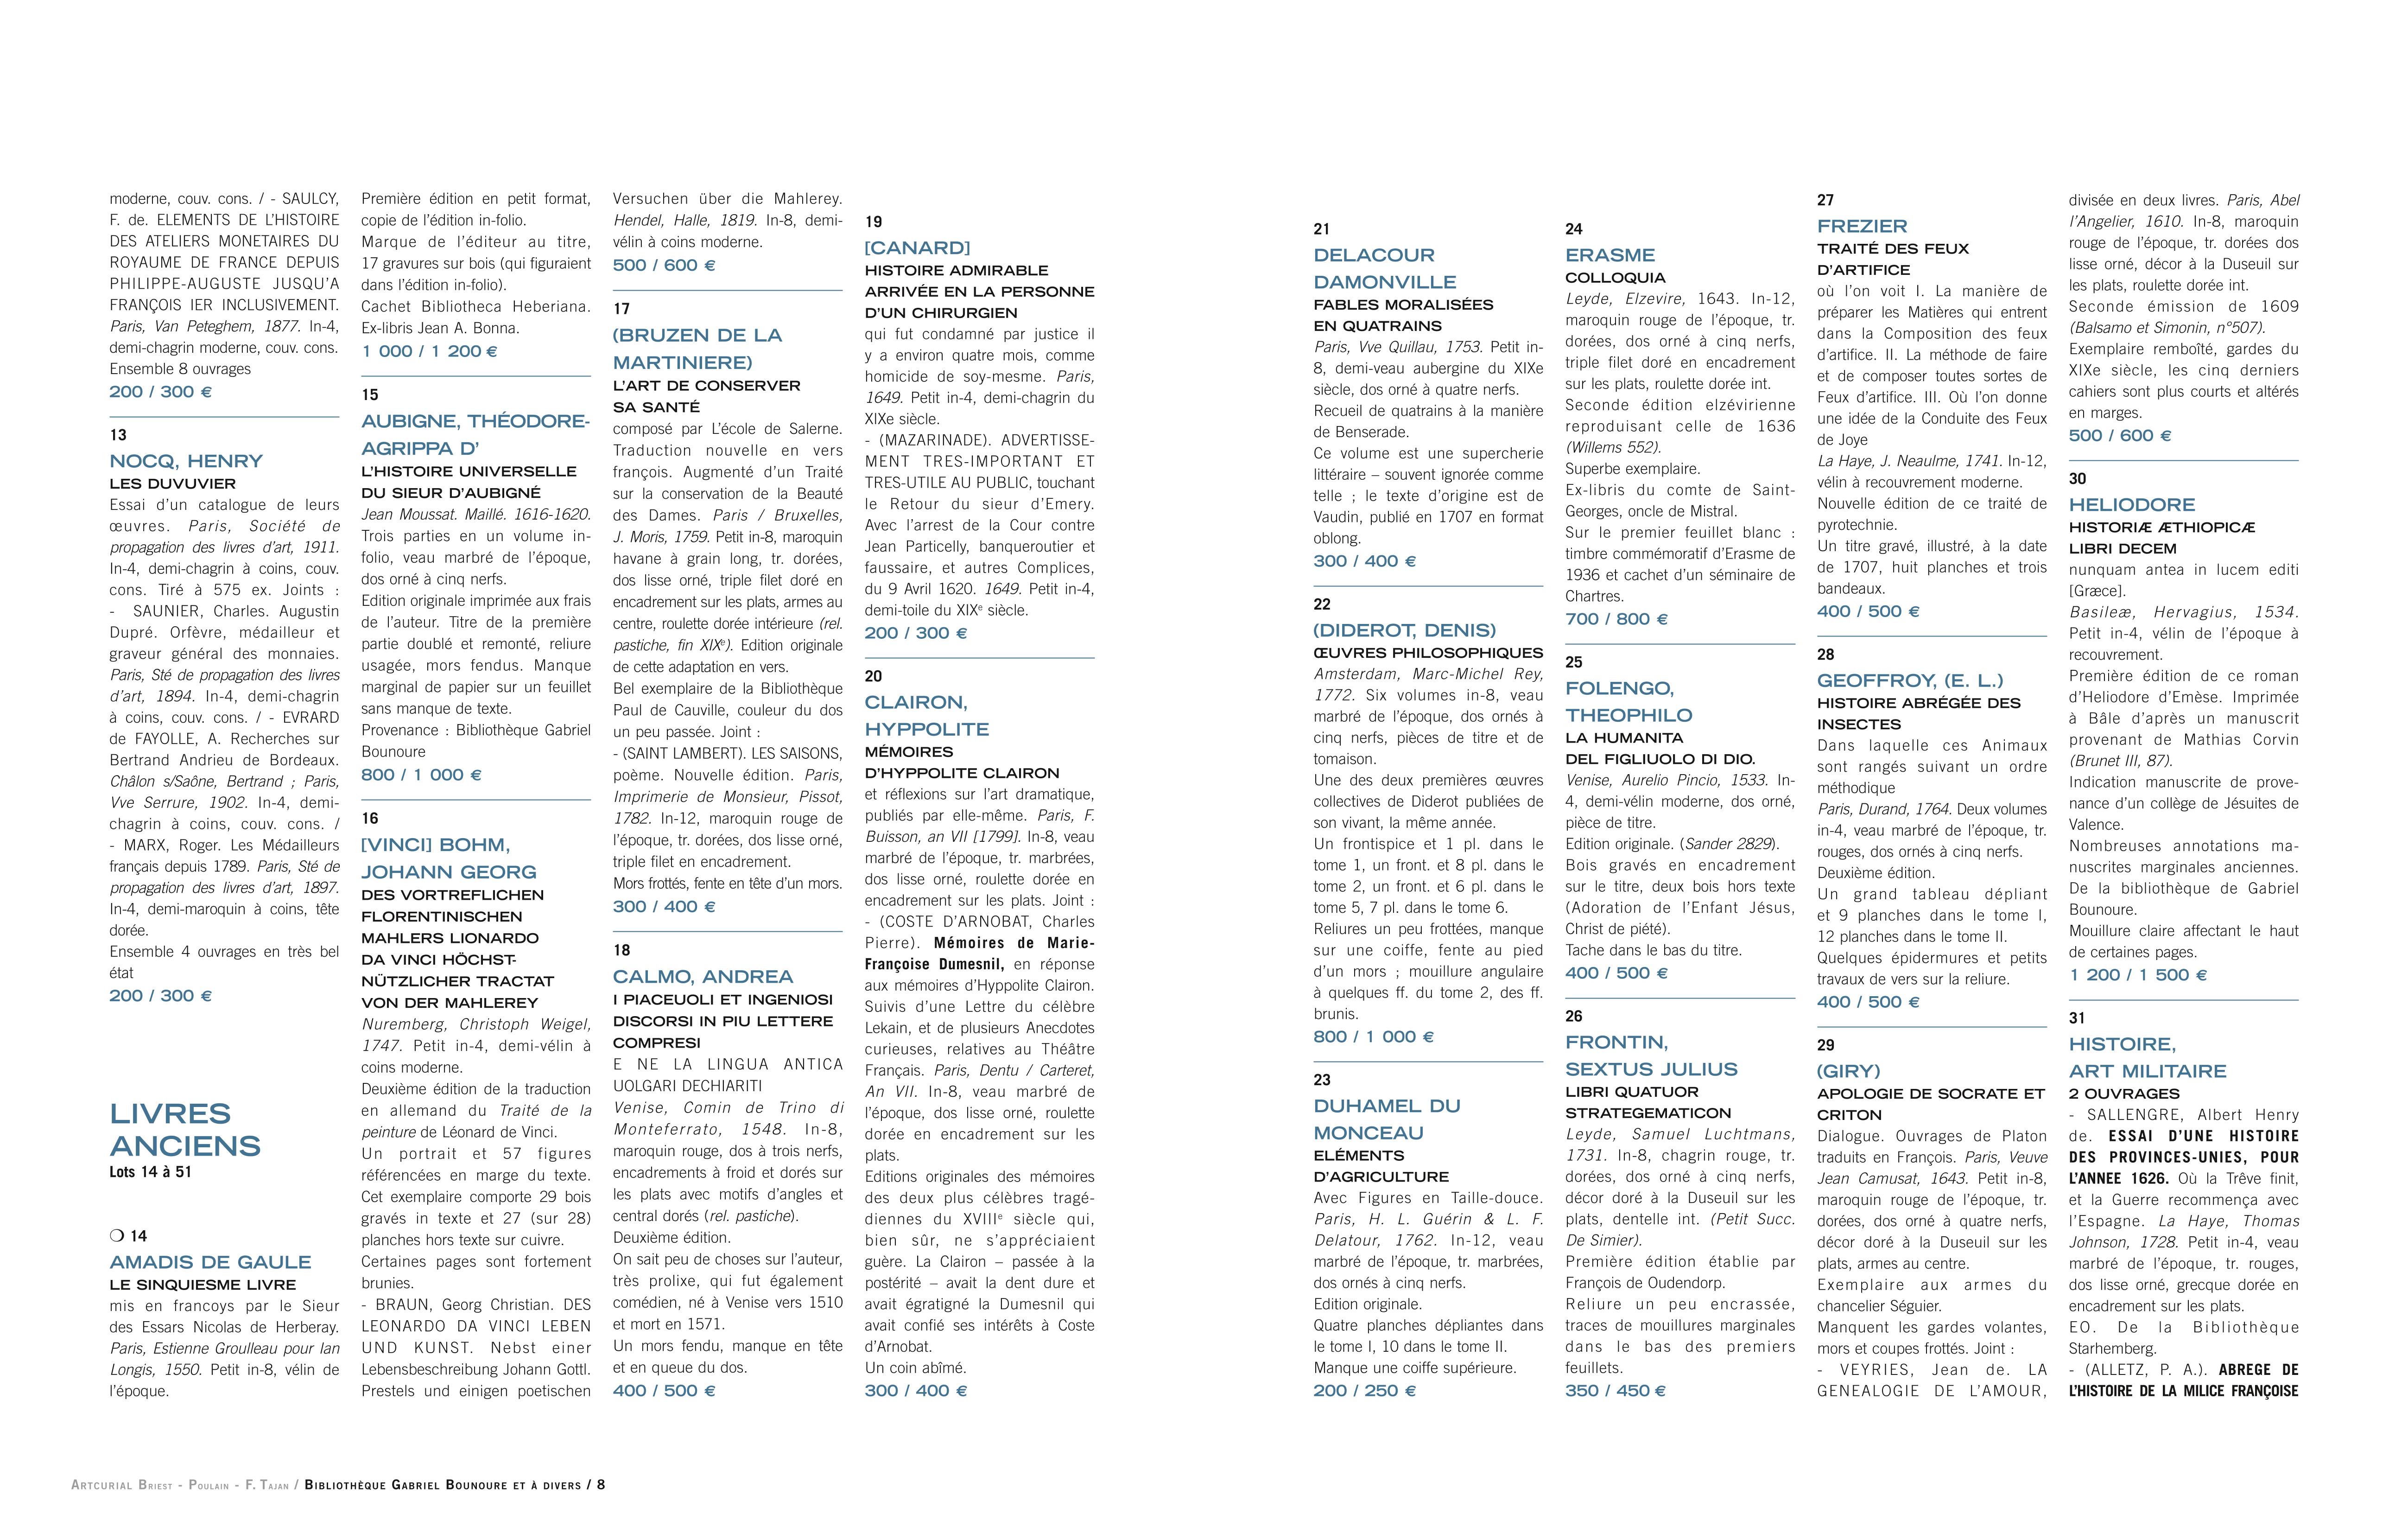 moderne, couv. cons. / - SAULCY,
F. de. ELEMENTS DE L’HISTOIRE
DES ATELIERS MONETAIRES DU
ROYAUME DE FRANCE DEPUIS
PHILIPPE-AUGUSTE JUSQU’A
FRANÇOIS IER INCLUSIVEMENT.
Paris, Van Peteghem, 1877. In-4,
demi-chagrin moderne, couv. cons.
Ensemble 8 ouvrages
200 / 300 €
13
NOCQ, HENRY
LES DUVUVIER
Essai d’un catalogue de leurs
œuvres. Paris, Société de
propagation des livres d’art, 1911.
In-4, demi-chagrin à coins, couv.
cons. Tiré à 575 ex. Joints :
- SAUNIER, Charles. Augustin
Dupré. Orfèvre, médailleur et
graveur général des monnaies.
Paris, Sté de propagation des livres
d’art, 1894. In-4, demi-chagrin
à coins, couv. cons. / - EVRARD
de FAYOLLE, A. Recherches sur
Bertrand Andrieu de Bordeaux.
Châlon s/Saône, Bertrand ; Paris,
Vve Serrure, 1902. In-4, demi-
chagrin à coins, couv. cons. /
- MARX, Roger. Les Médailleurs
français depuis 1789. Paris, Sté de
propagation des livres d’art, 1897.
In-4, demi-maroquin à coins, tête
dorée.
Ensemble 4 ouvrages en très bel
état
200 / 300 €
LIVRES
ANCIENS
Lots 14 à 51
❍ 14
AMADIS DE GAULE
LE SINQUIESME LIVRE
mis en francoys par le Sieur
des Essars Nicolas de Herberay.
Paris, Estienne Groulleau pour Ian
Longis, 1550. Petit in-8, vélin de
l’époque.
Première édition en petit format,
copie de l’édition in-folio.
Marque de l’éditeur au titre,
17 gravures sur bois (qui figuraient
dans l’édition in-folio).
Cachet Bibliotheca Heberiana.
Ex-libris Jean A. Bonna.
1 000 / 1 200 €
15
AUBIGNE, THÉODORE-
AGRIPPA D’
L’HISTOIRE UNIVERSELLE
DU SIEUR D’AUBIGNÉ
Jean Moussat. Maillé. 1616-1620.
Trois parties en un volume in-
folio, veau marbré de l’époque,
dos orné à cinq nerfs.
Edition originale imprimée aux frais
de l’auteur. Titre de la première
partie doublé et remonté, reliure
usagée, mors fendus. Manque
marginal de papier sur un feuillet
sans manque de texte.
Provenance : Bibliothèque Gabriel
Bounoure
800 / 1 000 €
16
[VINCI] BOHM,
JOHANN GEORG
DES VORTREFLICHEN
FLORENTINISCHEN
MAHLERS LIONARDO
DA VINCI HÖCHST-
NÜTZLICHER TRACTAT
VON DER MAHLEREY
Nuremberg, Christoph Weigel,
1747. Petit in-4, demi-vélin à
coins moderne.
Deuxième édition de la traduction
en allemand du Traité de la
peinture de Léonard de Vinci.
Un portrait et 57 figures
référencées en marge du texte.
Cet exemplaire comporte 29 bois
gravés in texte et 27 (sur 28)
planches hors texte sur cuivre.
Certaines pages sont fortement
brunies.
- BRAUN, Georg Christian. DES
LEONARDO DA VINCI LEBEN
UND KUNST. Nebst einer
Lebensbeschreibung Johann Gottl.
Prestels und einigen poetischen
Versuchen über die Mahlerey.
Hendel, Halle, 1819. In-8, demi-
vélin à coins moderne.
500 / 600 €
17
(BRUZEN DE LA
MARTINIERE)
L’ART DE CONSERVER
SA SANTÉ
composé par L’école de Salerne.
Traduction nouvelle en vers
françois. Augmenté d’un Traité
sur la conservation de la Beauté
des Dames. Paris / Bruxelles,
J. Moris, 1759. Petit in-8, maroquin
havane à grain long, tr. dorées,
dos lisse orné, triple filet doré en
encadrement sur les plats, armes au
centre, roulette dorée intérieure (rel.
pastiche, fin XIXe). Edition originale
de cette adaptation en vers.
Bel exemplaire de la Bibliothèque
Paul de Cauville, couleur du dos
un peu passée. Joint :
- (SAINT LAMBERT). LES SAISONS,
poème. Nouvelle édition. Paris,
Imprimerie de Monsieur, Pissot,
1782. In-12, maroquin rouge de
l’époque, tr. dorées, dos lisse orné,
triple filet en encadrement.
Mors frottés, fente en tête d’un mors.
300 / 400 €
18
CALMO, ANDREA
I PIACEUOLI ET INGENIOSI
DISCORSI IN PIU LETTERE
COMPRESI
E NE LA LINGUA ANTICA
UOLGARI DECHIARITI
Venise, Comin de Trino di
Monteferrato, 1548. In-8,
maroquin rouge, dos à trois nerfs,
encadrements à froid et dorés sur
les plats avec motifs d’angles et
central dorés (rel. pastiche).
Deuxième édition.
On sait peu de choses sur l’auteur,
très prolixe, qui fut également
comédien, né à Venise vers 1510
et mort en 1571.
Un mors fendu, manque en tête
et en queue du dos.
400 / 500 €
19
[CANARD]
HISTOIRE ADMIRABLE
ARRIVÉE EN LA PERSONNE
D’UN CHIRURGIEN
qui fut condamné par justice il
y a environ quatre mois, comme
homicide de soy-mesme. Paris,
1649. Petit in-4, demi-chagrin du
XIXe siècle.
- (MAZARINADE). ADVERTISSE-
MENT TRES-IMPORTANT ET
TRES-UTILE AU PUBLIC, touchant
le Retour du sieur d’Emery.
Avec l’arrest de la Cour contre
Jean Particelly, banqueroutier et
faussaire, et autres Complices,
du 9 Avril 1620. 1649. Petit in-4,
demi-toile du XIXe siècle.
200 / 300 €
20
CLAIRON,
HYPPOLITE
MÉMOIRES
D’HYPPOLITE CLAIRON
et réflexions sur l’art dramatique,
publiés par elle-même. Paris, F.
Buisson, an VII [1799]. In-8, veau
marbré de l’époque, tr. marbrées,
dos lisse orné, roulette dorée en
encadrement sur les plats. Joint :
- (COSTE D’ARNOBAT, Charles
Pierre). Mémoires de Marie-
Françoise Dumesnil, en réponse
aux mémoires d’Hyppolite Clairon.
Suivis d’une Lettre du célèbre
Lekain, et de plusieurs Anecdotes
curieuses, relatives au Théâtre
Français. Paris, Dentu / Carteret,
An VII. In-8, veau marbré de
l’époque, dos lisse orné, roulette
dorée en encadrement sur les
plats.
Editions originales des mémoires
des deux plus célèbres tragé-
diennes du XVIIIe siècle qui,
bien sûr, ne s’appréciaient
guère. La Clairon – passée à la
postérité – avait la dent dure et
avait égratigné la Dumesnil qui
avait confié ses intérêts à Coste
d’Arnobat.
Un coin abîmé.
300 / 400 €
21
DELACOUR
DAMONVILLE
FABLES MORALISÉES
EN QUATRAINS
Paris, Vve Quillau, 1753. Petit in-
8, demi-veau aubergine du XIXe
siècle, dos orné à quatre nerfs.
Recueil de quatrains à la manière
de Benserade.
Ce volume est une supercherie
littéraire – souvent ignorée comme
telle ; le texte d’origine est de
Vaudin, publié en 1707 en format
oblong.
300 / 400 €
22
(DIDEROT, DENIS)
ŒUVRES PHILOSOPHIQUES
Amsterdam, Marc-Michel Rey,
1772. Six volumes in-8, veau
marbré de l’époque, dos ornés à
cinq nerfs, pièces de titre et de
tomaison.
Une des deux premières œuvres
collectives de Diderot publiées de
son vivant, la même année.
Un frontispice et 1 pl. dans le
tome 1, un front. et 8 pl. dans le
tome 2, un front. et 6 pl. dans le
tome 5, 7 pl. dans le tome 6.
Reliures un peu frottées, manque
sur une coiffe, fente au pied
d’un mors ; mouillure angulaire
à quelques ff. du tome 2, des ff.
brunis.
800 / 1 000 €
23
DUHAMEL DU
MONCEAU
ELÉMENTS
D’AGRICULTURE
Avec Figures en Taille-douce.
Paris, H. L. Guérin & L. F.
Delatour, 1762. In-12, veau
marbré de l’époque, tr. marbrées,
dos ornés à cinq nerfs.
Edition originale.
Quatre planches dépliantes dans
le tome I, 10 dans le tome II.
Manque une coiffe supérieure.
200 / 250 €
24
ERASME
COLLOQUIA
Leyde, Elzevire, 1643. In-12,
maroquin rouge de l’époque, tr.
dorées, dos orné à cinq nerfs,
triple filet doré en encadrement
sur les plats, roulette dorée int.
Seconde édition elzévirienne
reproduisant celle de 1636
(Willems 552).
Superbe exemplaire.
Ex-libris du comte de Saint-
Georges, oncle de Mistral.
Sur le premier feuillet blanc :
timbre commémoratif d’Erasme de
1936 et cachet d’un séminaire de
Chartres.
700 / 800 €
25
FOLENGO,
THEOPHILO
LA HUMANITA
DEL FIGLIUOLO DI DIO.
Venise, Aurelio Pincio, 1533. In-
4, demi-vélin moderne, dos orné,
pièce de titre.
Edition originale. (Sander 2829).
Bois gravés en encadrement
sur le titre, deux bois hors texte
(Adoration de l’Enfant Jésus,
Christ de piété).
Tache dans le bas du titre.
400 / 500 €
26
FRONTIN,
SEXTUS JULIUS
LIBRI QUATUOR
STRATEGEMATICON
Leyde, Samuel Luchtmans,
1731. In-8, chagrin rouge, tr.
dorées, dos orné à cinq nerfs,
décor doré à la Duseuil sur les
plats, dentelle int. (Petit Succ.
De Simier).
Première édition établie par
François de Oudendorp.
Reliure un peu encrassée,
traces de mouillures marginales
dans le bas des premiers
feuillets.
350 / 450 €
27
FREZIER
TRAITÉ DES FEUX
D’ARTIFICE
où l’on voit I. La manière de
préparer les Matières qui entrent
dans la Composition des feux
d’artifice. II. La méthode de faire
et de composer toutes sortes de
Feux d’artifice. III. Où l’on donne
une idée de la Conduite des Feux
de Joye
La Haye, J. Neaulme, 1741. In-12,
vélin à recouvrement moderne.
Nouvelle édition de ce traité de
pyrotechnie.
Un titre gravé, illustré, à la date
de 1707, huit planches et trois
bandeaux.
400 / 500 €
28
GEOFFROY, (E. L.)
HISTOIRE ABRÉGÉE DES
INSECTES
Dans laquelle ces Animaux
sont rangés suivant un ordre
méthodique
Paris, Durand, 1764. Deux volumes
in-4, veau marbré de l’époque, tr.
rouges, dos ornés à cinq nerfs.
Deuxième édition.
Un grand tableau dépliant
et 9 planches dans le tome I,
12 planches dans le tome II.
Quelques épidermures et petits
travaux de vers sur la reliure.
400 / 500 €
29
(GIRY)
APOLOGIE DE SOCRATE ET
CRITON
Dialogue. Ouvrages de Platon
traduits en François. Paris, Veuve
Jean Camusat, 1643. Petit in-8,
maroquin rouge de l’époque, tr.
dorées, dos orné à quatre nerfs,
décor doré à la Duseuil sur les
plats, armes au centre.
Exemplaire aux armes du
chancelier Séguier.
Manquent les gardes volantes,
mors et coupes frottés. Joint :
- VEYRIES, Jean de. LA
GENEALOGIE DE L’AMOUR,
divisée en deux livres. Paris, Abel
l’Angelier, 1610. In-8, maroquin
rouge de l’époque, tr. dorées dos
lisse orné, décor à la Duseuil sur
les plats, roulette dorée int.
Seconde émission de 1609
(Balsamo et Simonin, n°507).
Exemplaire remboîté, gardes du
XIXe siècle, les cinq derniers
cahiers sont plus courts et altérés
en marges.
500 / 600 €
30
HELIODORE
HISTORIÆ ÆTHIOPICÆ
LIBRI DECEM
nunquam antea in lucem editi
[Græce].
Basileæ, Hervagius, 1534.
Petit in-4, vélin de l’époque à
recouvrement.
Première édition de ce roman
d’Heliodore d’Emèse. Imprimée
à Bâle d’après un manuscrit
provenant de Mathias Corvin
(Brunet III, 87).
Indication manuscrite de prove-
nance d’un collège de Jésuites de
Valence.
Nombreuses annotations ma-
nuscrites marginales anciennes.
De la bibliothèque de Gabriel
Bounoure.
Mouillure claire affectant le haut
de certaines pages.
1 200 / 1 500 €
31
HISTOIRE,
ART MILITAIRE
2 OUVRAGES
- SALLENGRE, Albert Henry
de. ESSAI D’UNE HISTOIRE
DES PROVINCES-UNIES, POUR
L’ANNEE 1626. Où la Trêve finit,
et la Guerre recommença avec
l’Espagne. La Haye, Thomas
Johnson, 1728. Petit in-4, veau
marbré de l’époque, tr. rouges,
dos lisse orné, grecque dorée en
encadrement sur les plats.
EO. De la Bibliothèque
Starhemberg.
- (ALLETZ, P. A.). ABREGE DE
L’HISTOIRE DE LA MILICE FRANÇOISE
ARTCURIAL BRIEST - POULAIN - F. TAJAN / BIBLIOTHÈQUE GABRIEL BOUNOURE ET À DIVERS / 8